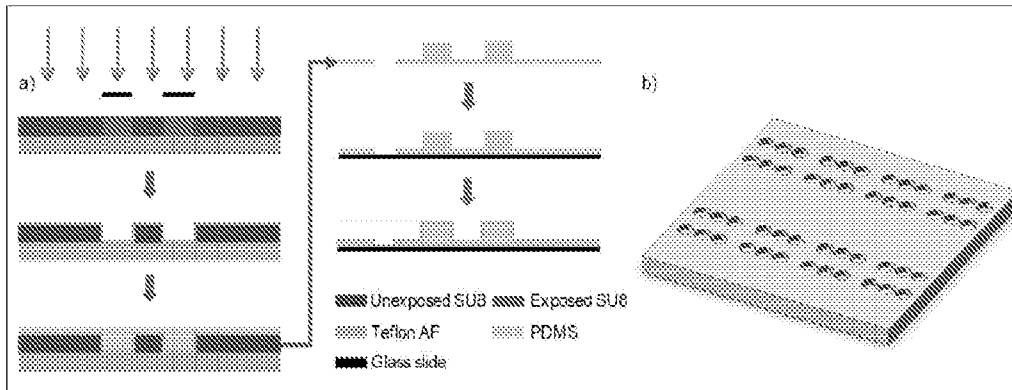 a)
b)
Unexposed SU8
Exposed SU8
Teflon AF
PDMS
Glass slide